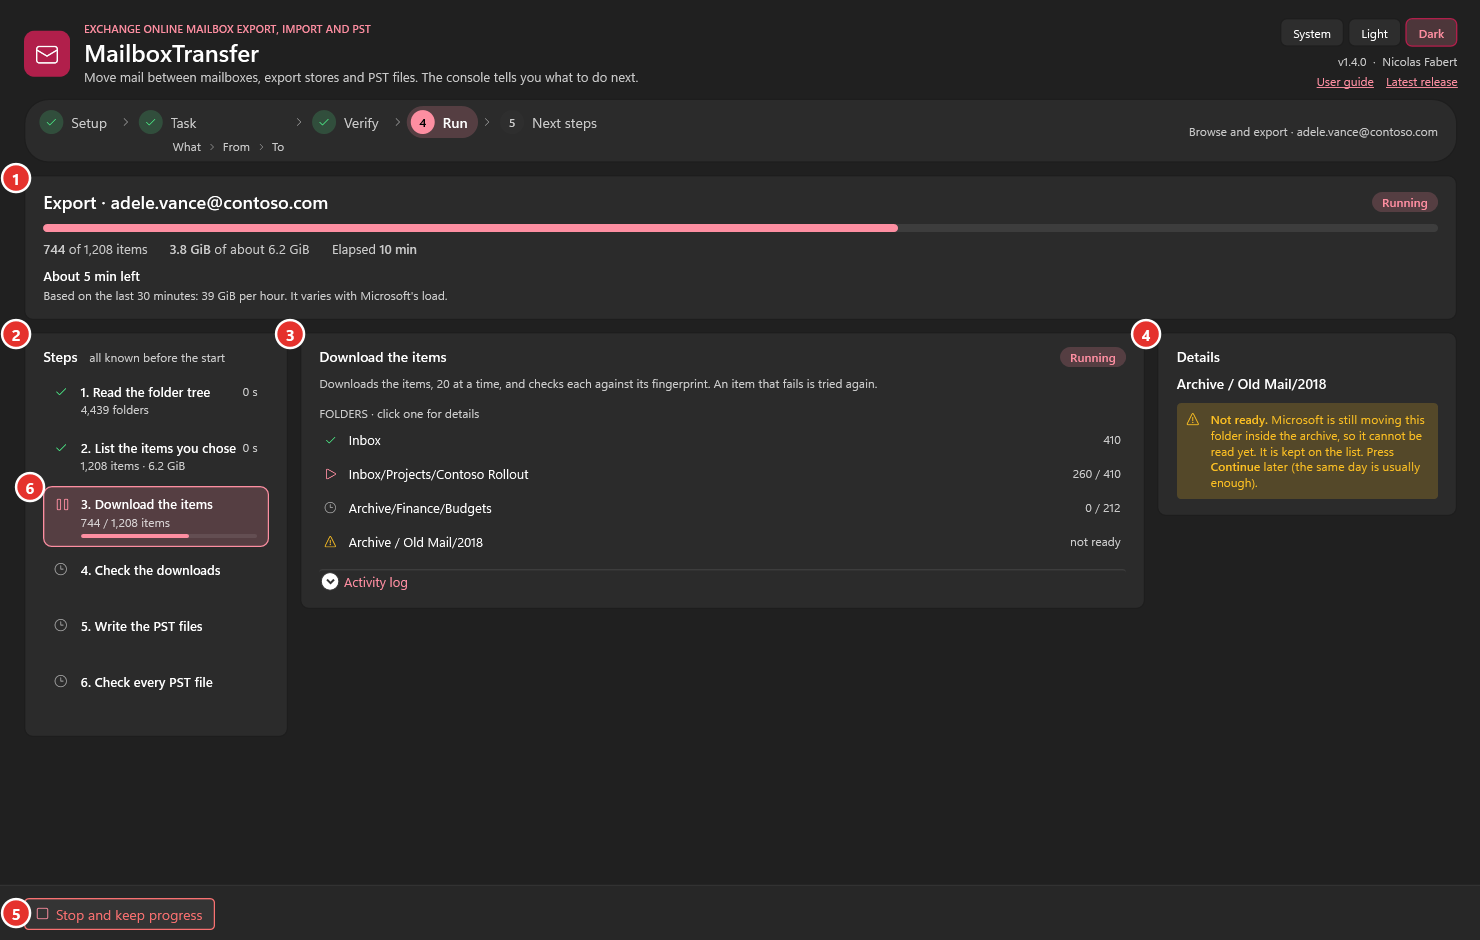 EXCHANGE ONLINE MAILBOX EXPORT, IMPORT AND PST
MailboxTransfer
Move mail between mailboxes, export stores and PST files. The console tells you what to do next.
System Light Dark
v1.4.0 · Nicolas Fabert
User guide Latest release
Setup Task Verify 4 Run 5 Next steps
What From To
Browse and export · adele.vance@contoso.com
1
Export · adele.vance@contoso.com
Running
744 of 1,208 items 3.8 GiB of about 6.2 GiB Elapsed 10 min
About 5 min left
Based on the last 30 minutes: 39 GiB per hour. It varies with Microsoft's load.
2
Steps all known before the start
1. Read the folder tree 0 s
4,439 folders
2. List the items you chose 0 s
1,208 items · 6.2 GiB
6
3. Download the items
744 / 1,208 items
4. Check the downloads
5. Write the PST files
6. Check every PST file
3
Download the items
Running
Downloads the items, 20 at a time, and checks each against its fingerprint. An item that fails is tried again.
FOLDERS · click one for details
Inbox 410
Inbox/Projects/Contoso Rollout 260 / 410
Archive/Finance/Budgets 0 / 212
Archive / Old Mail/2018 not ready
Activity log
4
Details
Archive / Old Mail/2018
Not ready. Microsoft is still moving this
folder inside the archive, so it cannot be
read yet. It is kept on the list. Press
Continue later (the same day is usually
enough).
5
Stop and keep progress